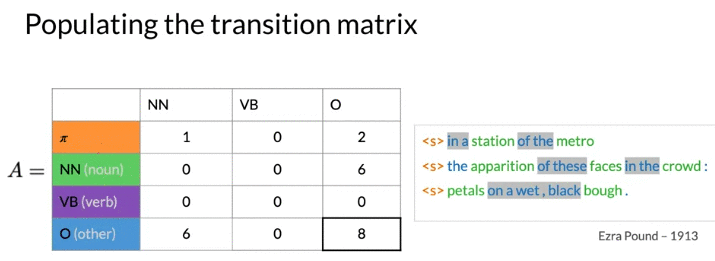 Populating the transition matrix
NN VB O
π 1 0 2
A = NN (noun) 0 0 6
VB (verb) 0 0 0
O (other) 6 0 8
<s> in a station of the metro
<s> the apparition of these faces in the crowd :
<s> petals on a wet , black bough .
Ezra Pound – 1913